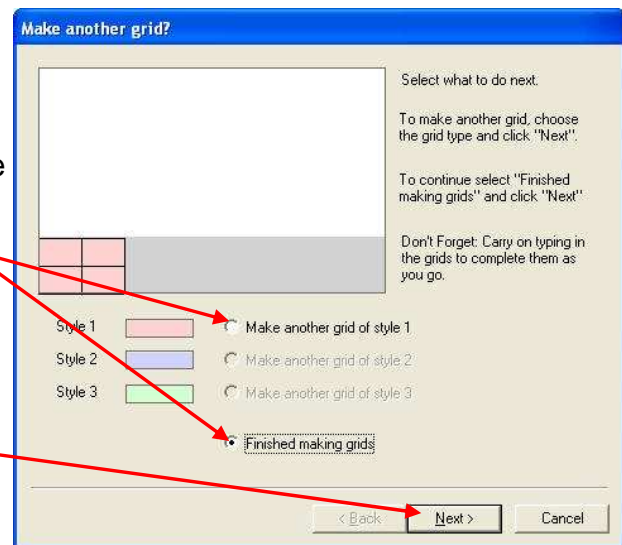 Make another grid?
Select what to do next.
To make another grid, choose
the grid type and click "Next".
To continue select "Finished
making grids" and click "Next"
Don't Forget: Carry on typing in
the grids to complete them as
you go.
Style 1
Make another grid of style 1
Style 2
Make another grid of style 2
Style 3
Make another grid of style 3
Finished making grids
< Back
Next >
Cancel